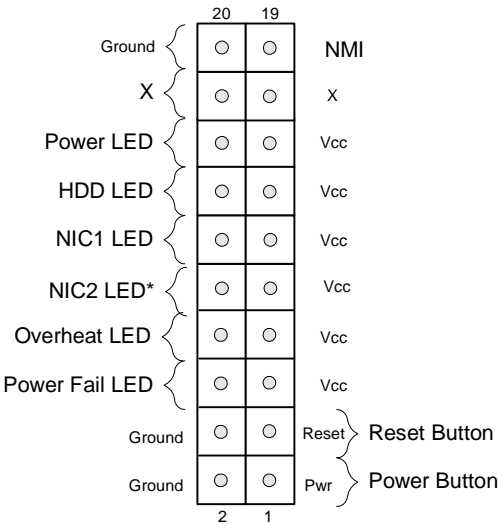 20 19
Ground NMI
X X
Power LED Vcc
HDD LED Vcc
NIC1 LED Vcc
NIC2 LED* Vcc
Overheat LED Vcc
Power Fail LED Vcc
Ground Reset Reset Button
Ground Pwr Power Button
2 1